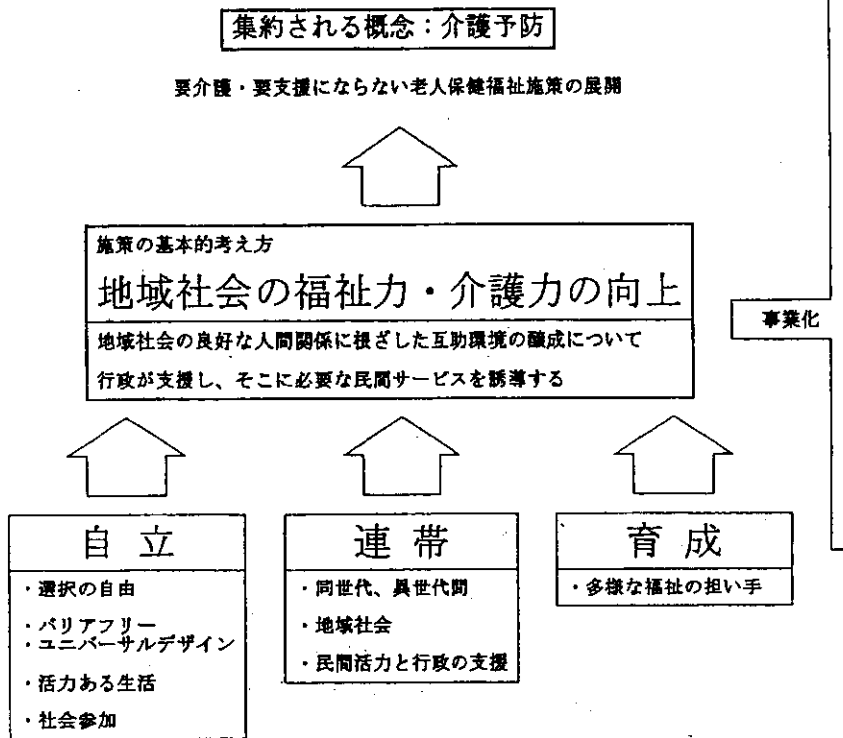 集約される概念：介護予防
要介護・要支援にならない老人保健福祉施策の展開
施策の基本的考え方
地域社会の福祉力・介護力の向上
地域社会の良好な人間関係に根ざした互助環境の醸成について
行政が支援し、そこに必要な民間サービスを誘導する
事業化
自立
・選択の自由
・バリアフリー
・ユニバーサルデザイン
・活力ある生活
・社会参加
連帯
・同世代、異世代間
・地域社会
・民間活力と行政の支援
育成
・多様な福祉の担い手